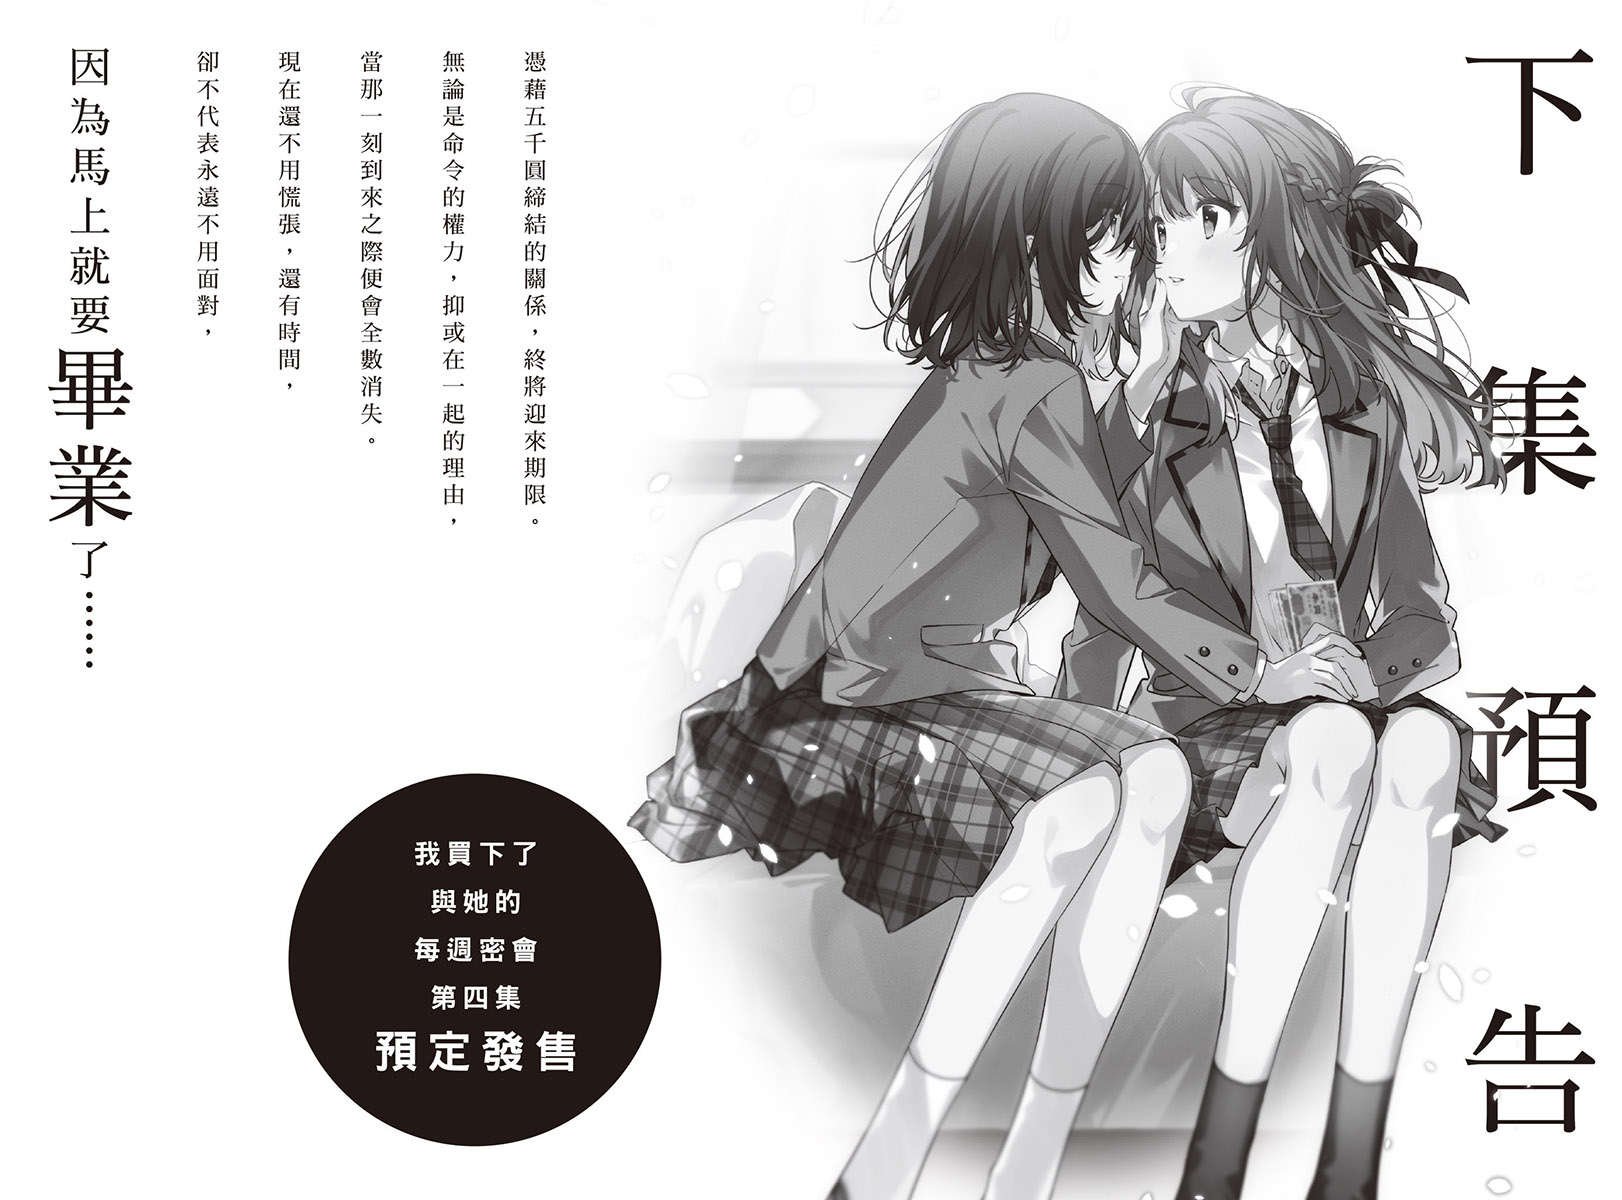 下集預告
憑藉五千圓締結的關係，終將迎來期限。
無論是命令的權力，抑或在一起的理由，
當那一刻到來之際便會全數消失。
現在還不用慌張，還有時間，
卻不代表永遠不用面對，
因為馬上就要畢業了……
我買下了
與她的
每週密會
第四集
預定發售